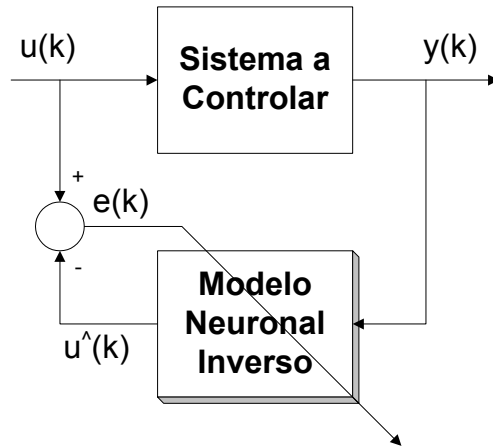 u(k)
Sistema a
Controlar
y(k)
+
e(k)
-
Modelo
Neuronal
Inverso
u^(k)